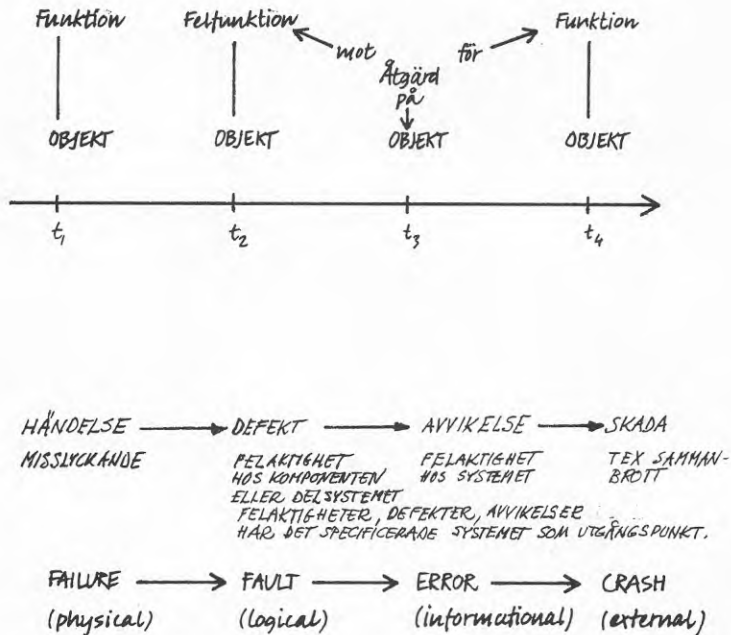 Funktion Felfunktion Funktion
mot för
Åtgärd
på
OBJEKT OBJEKT OBJEKT OBJEKT
t1 t2 t3 t4
HÄNDELSE DEFEKT AVVIKELSE SKADA
MISSLYCKANDE FELAKTIGHET FELAKTIGHET TEX SAMMAN-
HOS KOMPONENTEN HOS SYSTEMET BROTT
ELLER DELSYSTEMET
FELAKTIGHETER, DEFEKTER, AVVIKELSER
HAR DET SPECIFICERADE SYSTEMET SOM UTGÅNGSPUNKT.
FAILURE FAULT ERROR CRASH
(physical) (logical) (informational) (external)